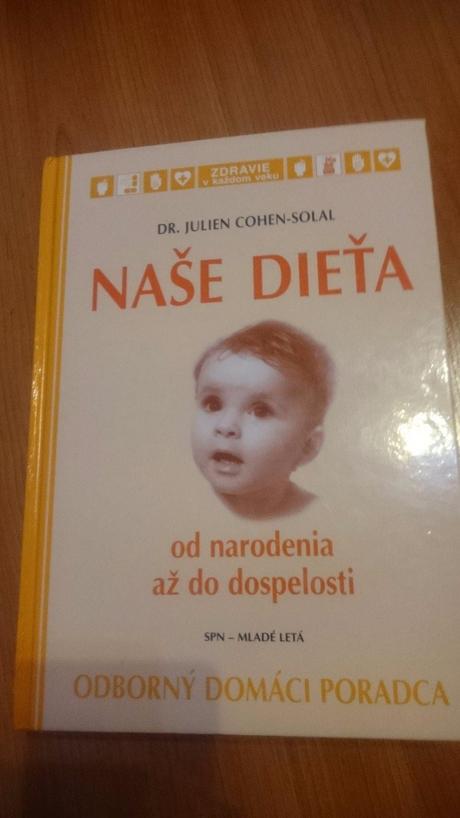 ZDRAVIE
v každom veku
DR. JULIEN COHEN-SOLAL
NAŠE DIEŤA
od narodenia
až do dospelosti
SPN – MLADÉ LETÁ
ODBORNÝ DOMÁCI PORADCA